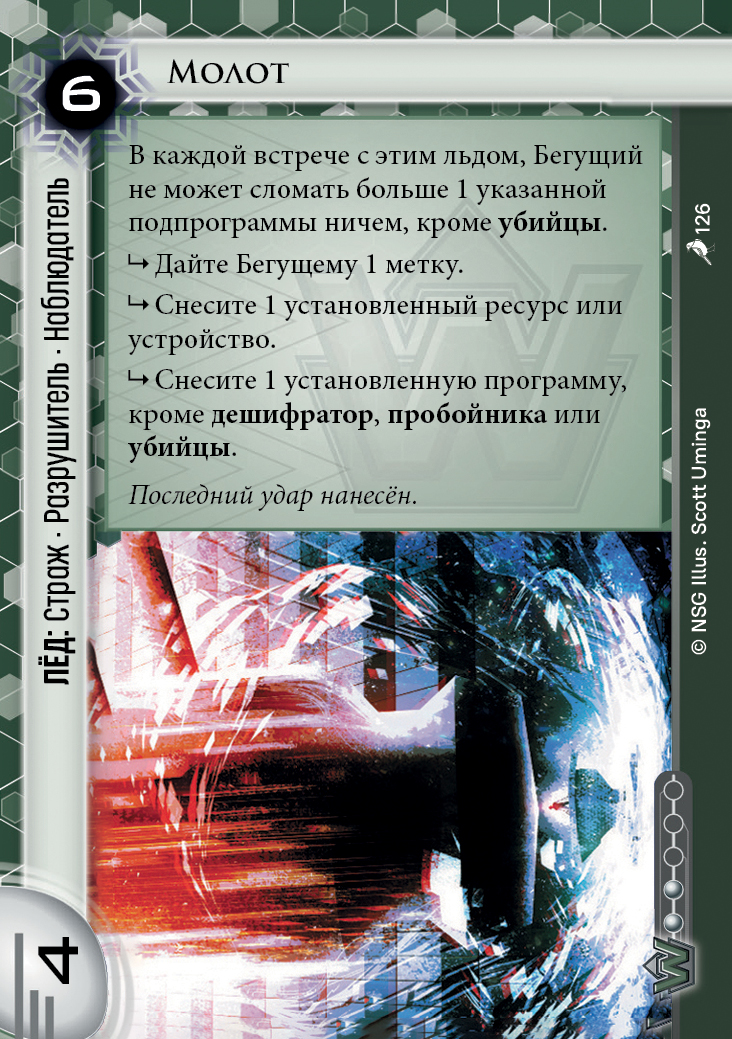 6
Молот
В каждой встрече с этим льдом, Бегущий
не может сломать больше 1 указанной
подпрограммы ничем, кроме убийцы.
↳ Дайте Бегущему 1 метку.
↳ Снесите 1 установленный ресурс или
устройство.
↳ Снесите 1 установленную программу,
кроме дешифратор, пробойника или
убийцы.
Последний удар нанесён.
ЛЁД: Страж · Разрушитель · Наблюдатель
4
126
© NSG Illus. Scott Uminga